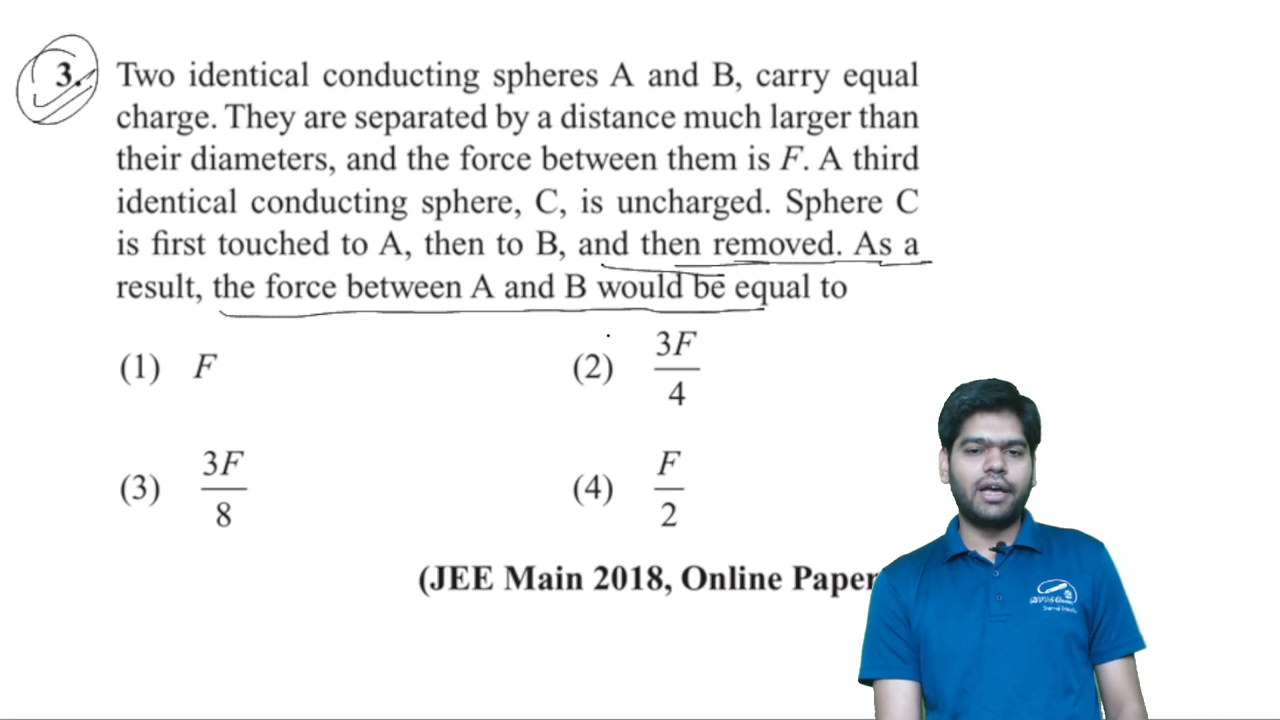 3. Two identical conducting spheres A and B, carry equal
charge. They are separated by a distance much larger than
their diameters, and the force between them is F. A third
identical conducting sphere, C, is uncharged. Sphere C
is first touched to A, then to B, and then removed. As a
result, the force between A and B would be equal to
(1) F (2) 3F/4
(3) 3F/8 (4) F/2
(JEE Main 2018, Online Paper